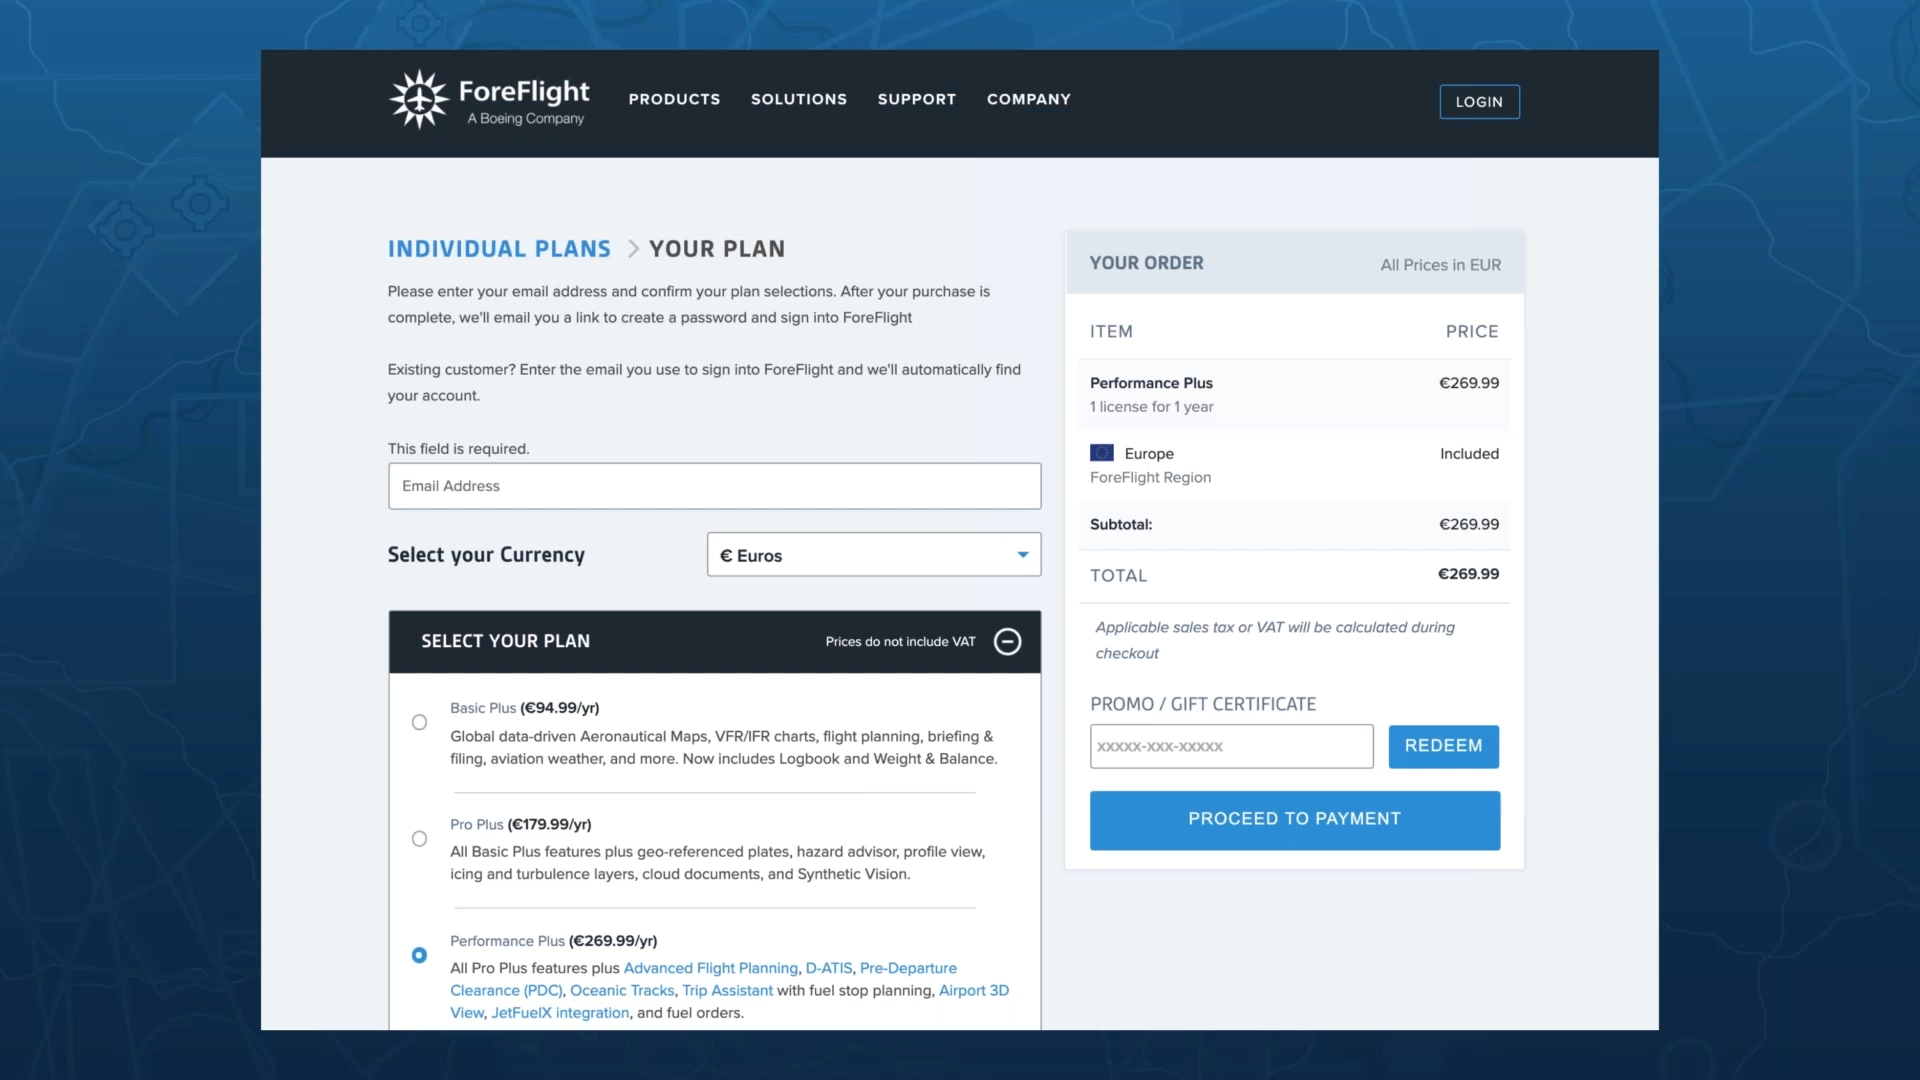 ForeFlight
A Boeing Company
PRODUCTS
SOLUTIONS
SUPPORT
COMPANY
LOGIN
INDIVIDUAL PLANS
YOUR PLAN
Please enter your email address and confirm your plan selections. After your purchase is
complete, we'll email you a link to create a password and sign into ForeFlight
Existing customer? Enter the email you use to sign into ForeFlight and we'll automatically find
your account.
This field is required.
Email Address
Select your Currency
€ Euros
SELECT YOUR PLAN
Prices do not include VAT
Basic Plus (€94.99/yr)
Global data-driven Aeronautical Maps, VFR/IFR charts, flight planning, briefing &
filing, aviation weather, and more. Now includes Logbook and Weight & Balance.
Pro Plus (€179.99/yr)
All Basic Plus features plus geo-referenced plates, hazard advisor, profile view,
icing and turbulence layers, cloud documents, and Synthetic Vision.
Performance Plus (€269.99/yr)
All Pro Plus features plus Advanced Flight Planning, D-ATIS, Pre-Departure
Clearance (PDC), Oceanic Tracks, Trip Assistant with fuel stop planning, Airport 3D
View, JetFuelX integration, and fuel orders.
YOUR ORDER
All Prices in EUR
ITEM
PRICE
Performance Plus
€269.99
1 license for 1 year
Europe
Included
ForeFlight Region
Subtotal:
€269.99
TOTAL
€269.99
Applicable sales tax or VAT will be calculated during
checkout
PROMO / GIFT CERTIFICATE
xxxxx-xxx-xxxxx
REDEEM
PROCEED TO PAYMENT